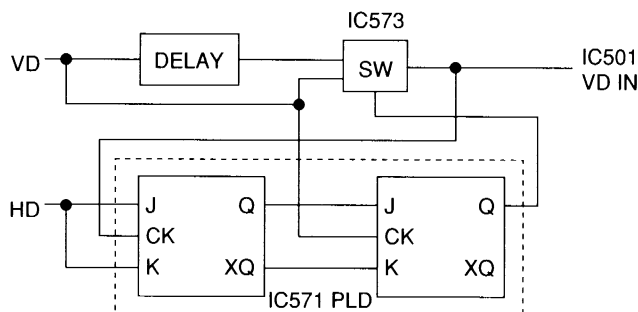 IC573
VD
DELAY
SW
IC501
VD IN
HD
J
Q
CK
K
XQ
J
Q
CK
K
XQ
IC571 PLD